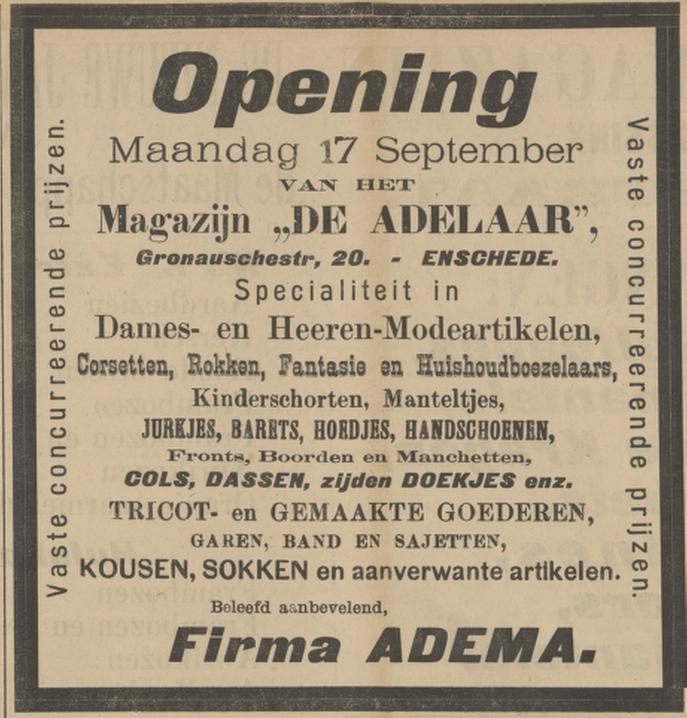 Opening
Maandag 17 September
VAN HET
Magazijn „DE ADELAAR”,
Gronauschestr, 20. - ENSCHEDE.
Specialiteit in
Dames- en Heeren-Modeartikelen,
Corsetten, Rokken, Fantasie en Huishoudboezelaars,
Kinderschorten, Manteltjes,
JURKJES, BARETS, HOEDJES, HANDSCHOENEN,
Fronts, Boorden en Manchetten,
COLS, DASSEN, zijden DOEKJES enz.
TRICOT- en GEMAAKTE GOEDEREN,
GAREN, BAND EN SAJETTEN,
KOUSEN, SOKKEN en aanverwante artikelen.
Beleefd aanbevelend,
Firma ADEMA.
Vaste concurreerende prijzen.
Vaste concurreerende prijzen.